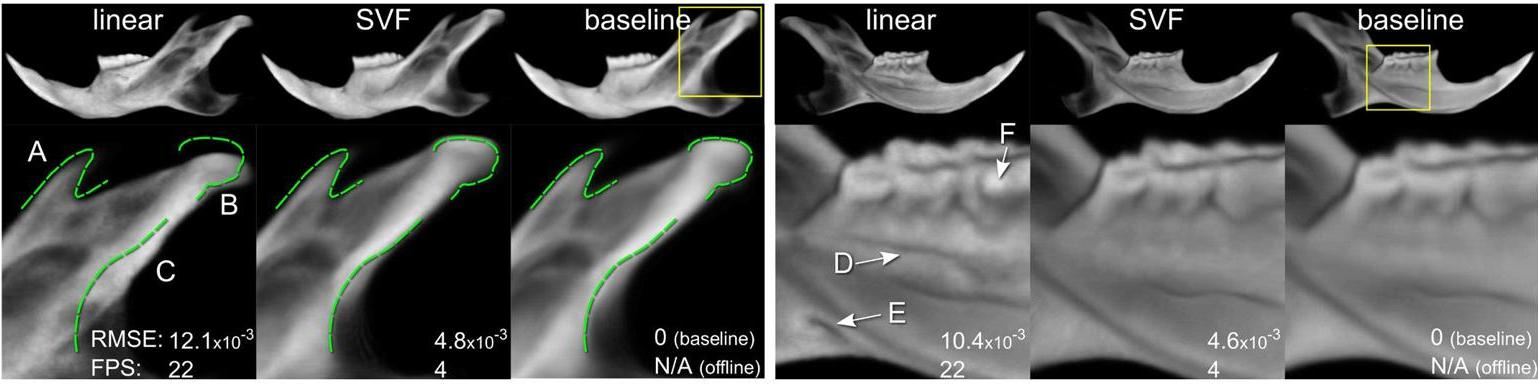 linear SVF baseline
A
B
C
RMSE: 12.1x10-3 4.8x10-3 0 (baseline)
FPS: 22 4 N/A (offline)
linear SVF baseline
F
D
E
10.4x10-3 4.6x10-3 0 (baseline)
22 4 N/A (offline)